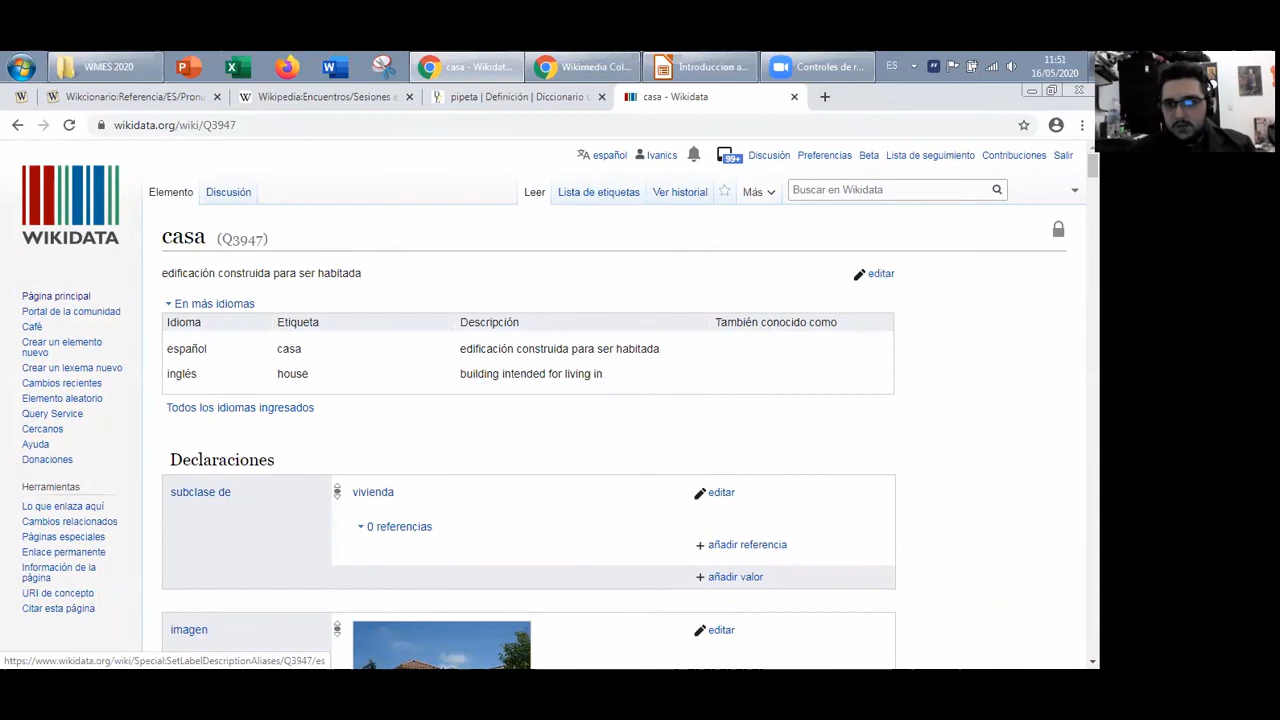 WMES 2020
casa - Wikidat...
Wikimedia Col...
Introduccion a...
Controles de r...
ES
11:51
16/05/2020
Wikcionario:Referencia/ES/Pronu
Wikipedia:Encuentros/Sesiones e
pipeta | Definición | Diccionario d
casa - Wikidata
wikidata.org/wiki/Q3947
español
Ivanics
99+
Discusión
Preferencias
Beta
Lista de seguimiento
Contribuciones
Salir
WIKIDATA
Elemento
Discusión
Leer
Lista de etiquetas
Ver historial
Más
Buscar en Wikidata
casa (Q3947)
edificación construida para ser habitada
editar
En más idiomas
Idioma Etiqueta Descripción También conocido como
español casa edificación construida para ser habitada
inglés house building intended for living in
Todos los idiomas ingresados
Página principal
Portal de la comunidad
Café
Crear un elemento
nuevo
Crear un lexema nuevo
Cambios recientes
Elemento aleatorio
Query Service
Cercanos
Ayuda
Donaciones
Herramientas
Lo que enlaza aquí
Cambios relacionados
Páginas especiales
Enlace permanente
Información de la
página
URI de concepto
Citar esta página
Declaraciones
subclase de
vivienda
editar
0 referencias
+ añadir referencia
+ añadir valor
imagen
editar
https://www.wikidata.org/wiki/Special:SetLabelDescriptionAliases/Q3947/es